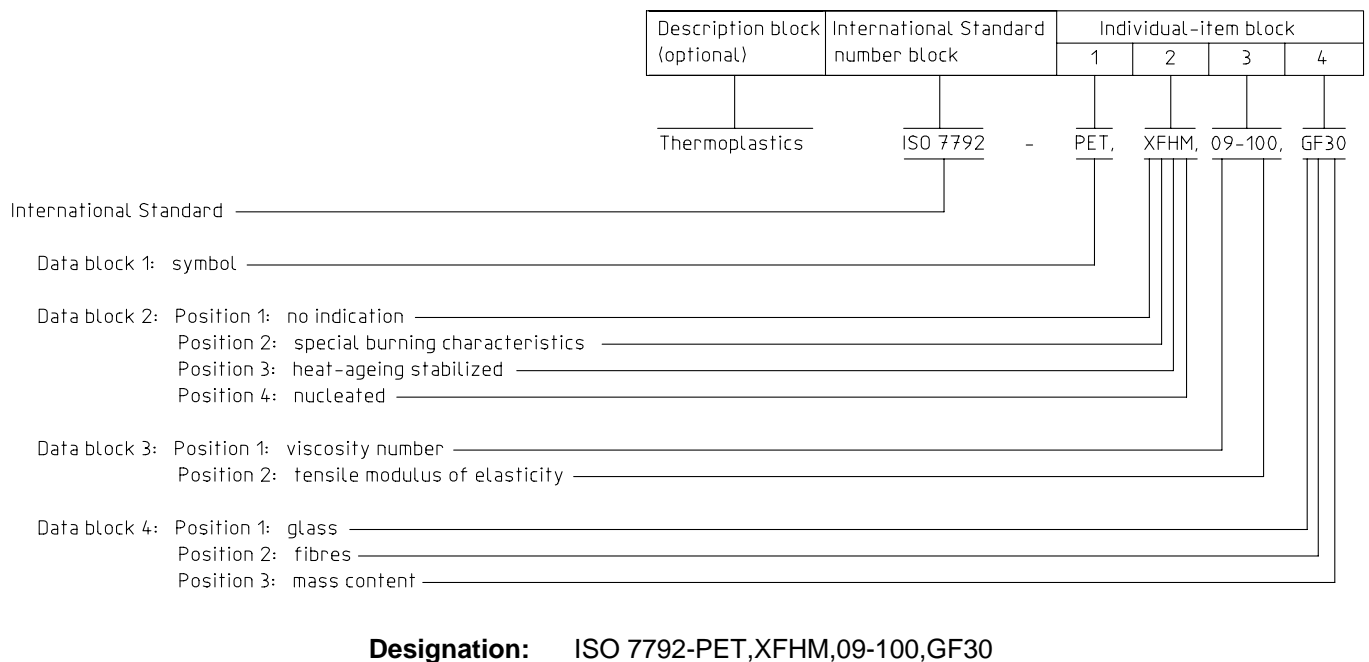 Description block International Standard Individual-item block
(optional) number block 1 2 3 4
Thermoplastics ISO 7792 - PET, XFHM, 09-100, GF30
International Standard
Data block 1: symbol
Data block 2: Position 1: no indication
Position 2: special burning characteristics
Position 3: heat-ageing stabilized
Position 4: nucleated
Data block 3: Position 1: viscosity number
Position 2: tensile modulus of elasticity
Data block 4: Position 1: glass
Position 2: fibres
Position 3: mass content
Designation: ISO 7792-PET,XFHM,09-100,GF30